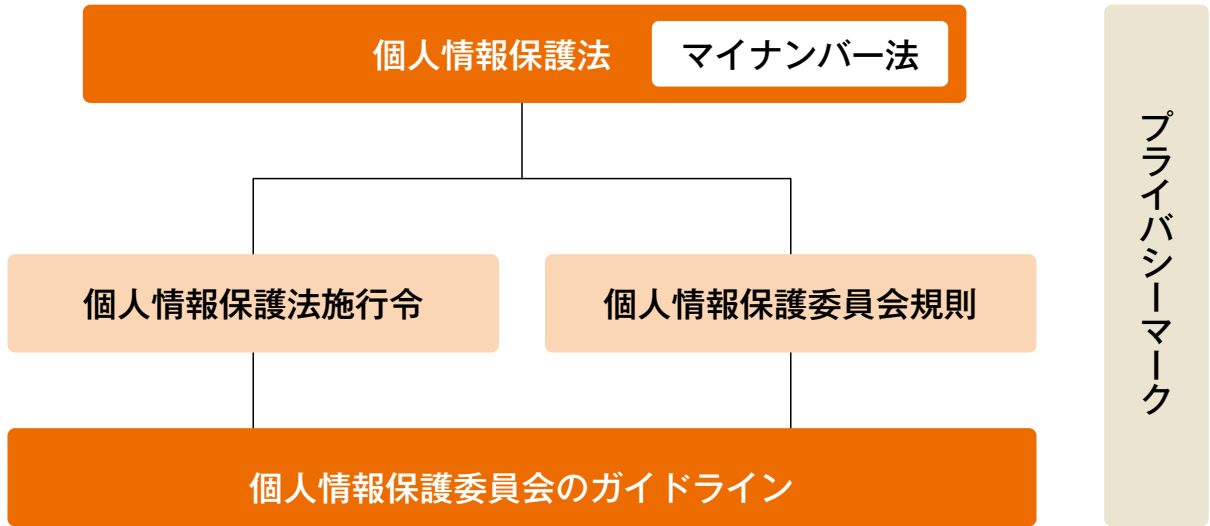 個人情報保護法
マイナンバー法
個人情報保護法施行令
個人情報保護委員会規則
個人情報保護委員会のガイドライン
プライバシーマーク